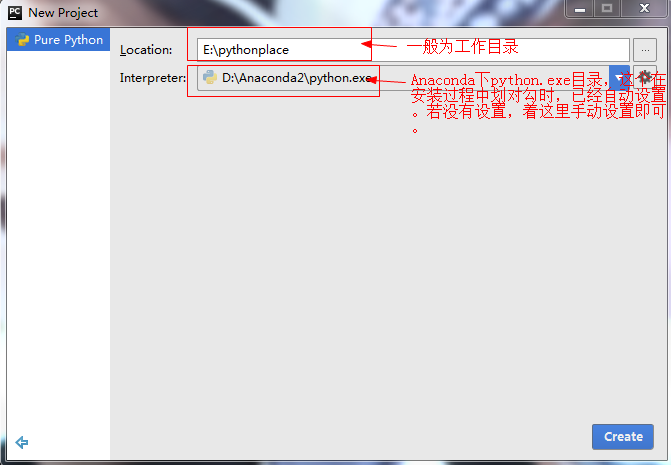 PC New Project
Pure Python
Location: E:\pythonplace ...
一般为工作目录
Interpreter: D:\Anaconda2\python.exe
Anaconda下python.exe目录，这个在
安装过程中划对勾时，已经自动设置
。若没有设置，着这里手动设置即可
。
Create